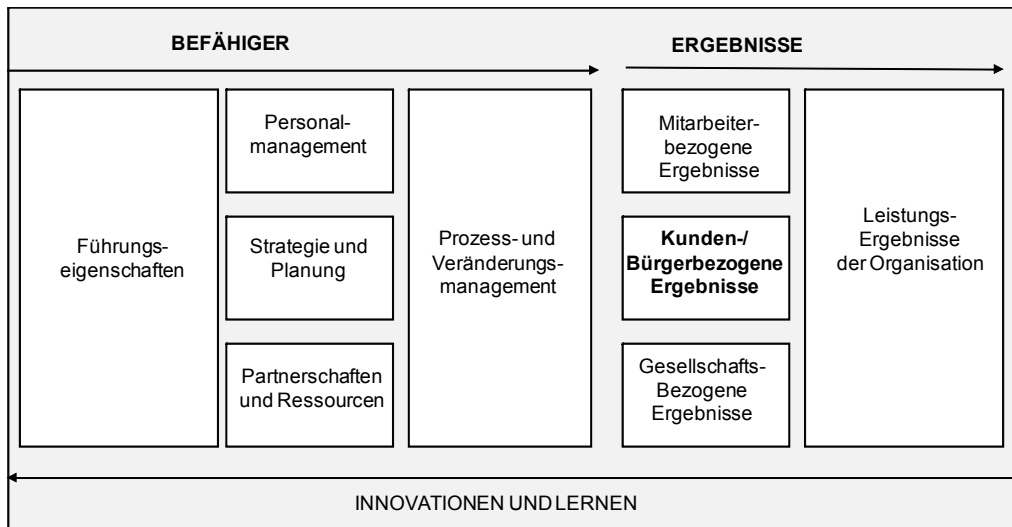 BEFÄHIGER
ERGEBNISSE
Führungs-
eigenschaften
Personal-
management
Strategie und
Planung
Partnerschaften
und Ressourcen
Prozess- und
Veränderungs-
management
Mitarbeiter-
bezogene
Ergebnisse
Kunden-/
Bürgerbezogene
Ergebnisse
Gesellschafts-
Bezogene
Ergebnisse
Leistungs-
Ergebnisse
der Organisation
INNOVATIONEN UND LERNEN